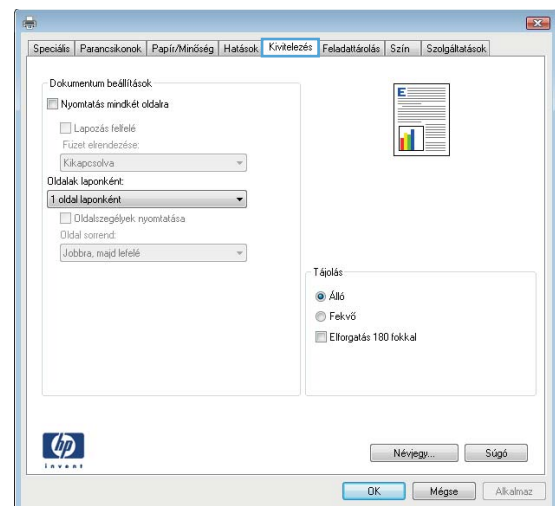 Speciális Parancsikonok Papír/Minőség Hatások Kivitelezés Feladattárolás Szín Szolgáltatások
Dokumentum beállítások
Nyomtatás mindkét oldalra
Lapozás felfelé
Füzet elrendezése:
Kikapcsolva
Oldalak laponként:
1 oldal laponként
Oldalszegélyek nyomtatása
Oldal sorrend:
Jobbra, majd lefelé
E
Tájolás
Álló
Fekvő
Elforgatás 180 fokkal
hp
invent
Névjegy... Súgó
OK Mégse Alkalmaz